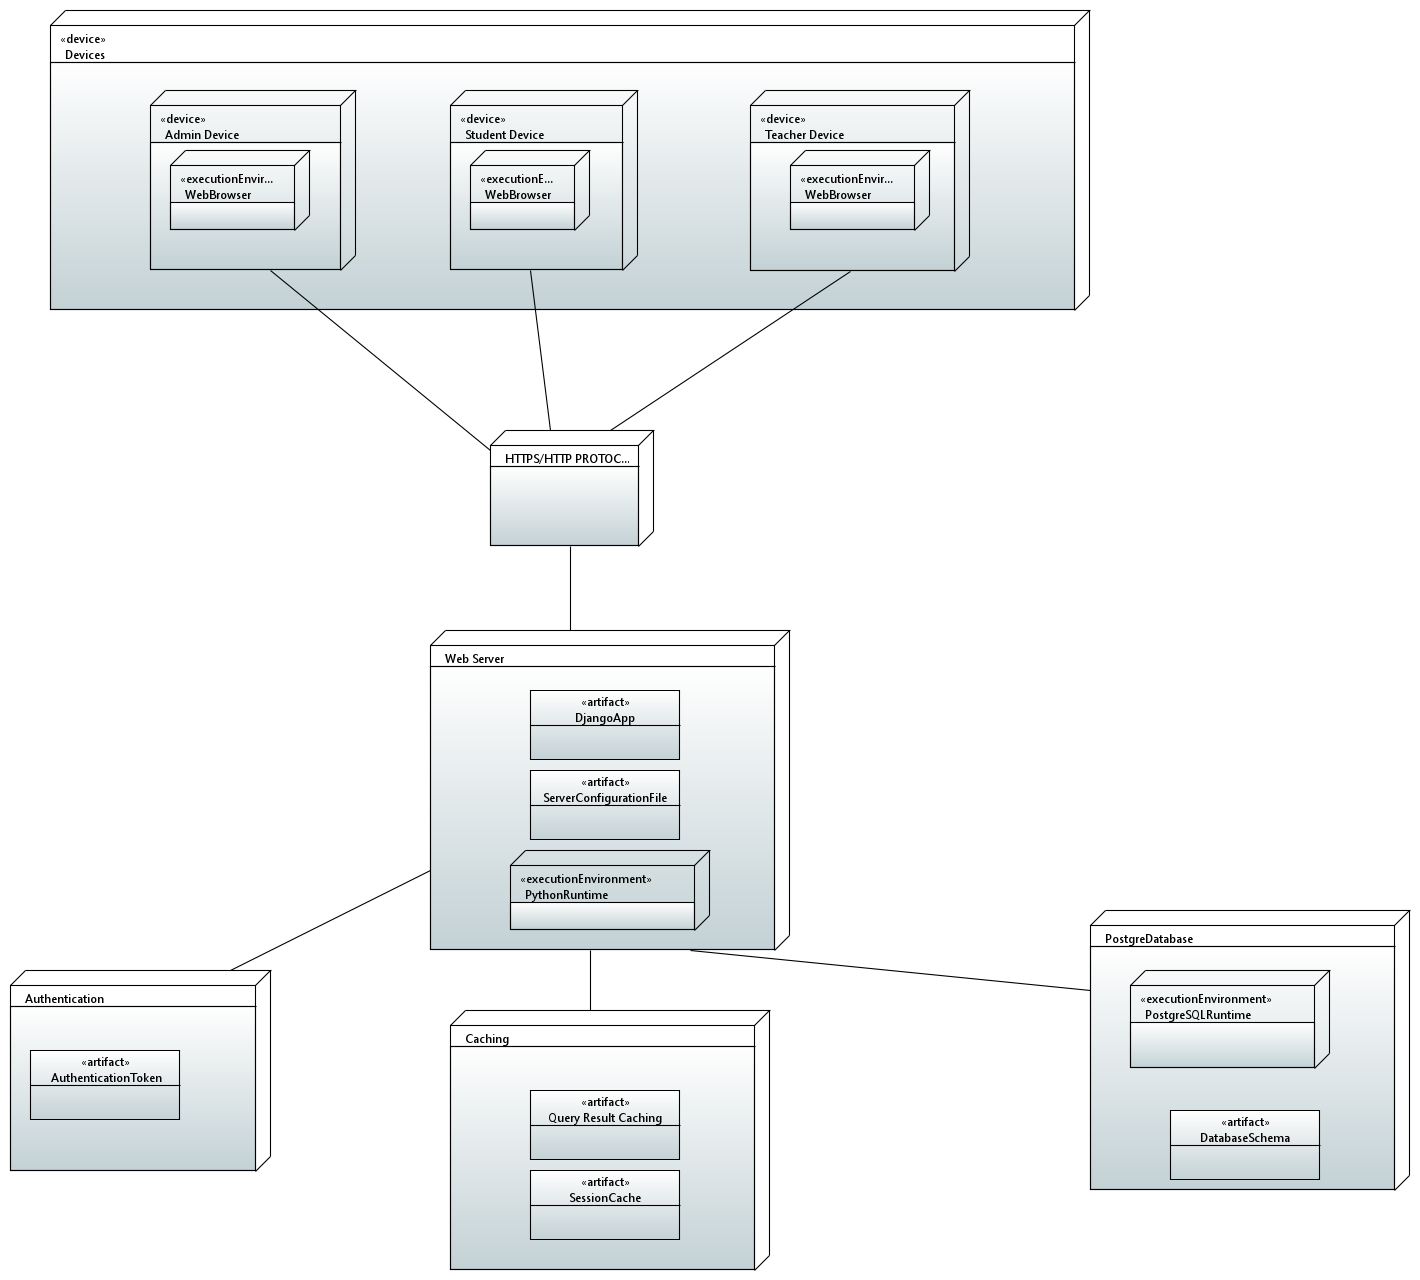 «device»
Devices
«device»
Admin Device
«executionEnvir...
WebBrowser
«device»
Student Device
«executionE...
WebBrowser
«device»
Teacher Device
«executionEnvir...
WebBrowser
HTTPS/HTTP PROTOC...
Web Server
«artifact»
DjangoApp
«artifact»
ServerConfigurationFile
«executionEnvironment»
PythonRuntime
Authentication
«artifact»
AuthenticationToken
Caching
«artifact»
Query Result Caching
«artifact»
SessionCache
PostgreDatabase
«executionEnvironment»
PostgreSQLRuntime
«artifact»
DatabaseSchema